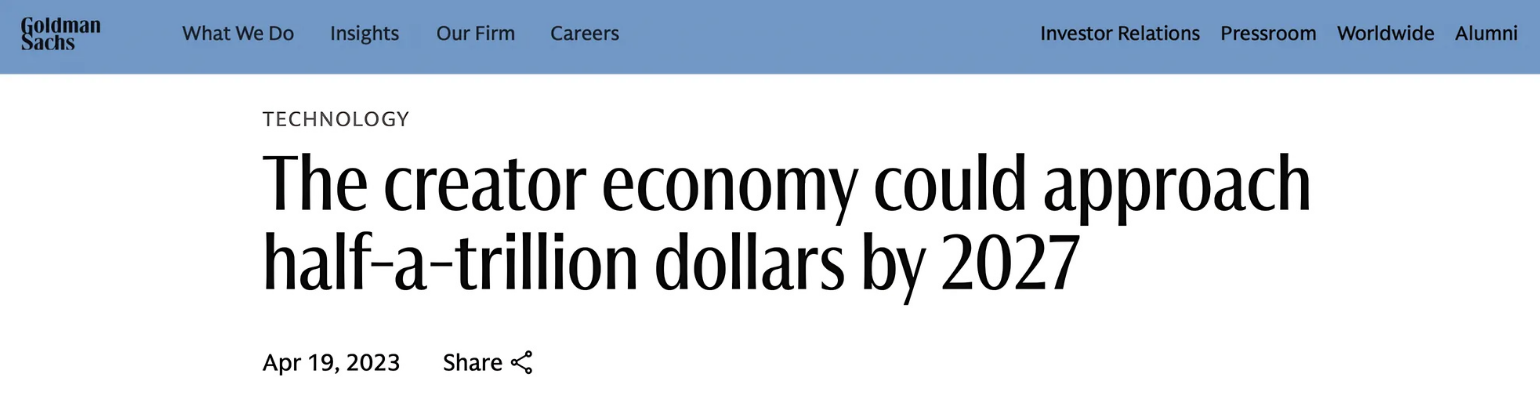 Goldman
Sachs
What We Do Insights Our Firm Careers Investor Relations Pressroom Worldwide Alumni
TECHNOLOGY
The creator economy could approach
half-a-trillion dollars by 2027
Apr 19, 2023 Share